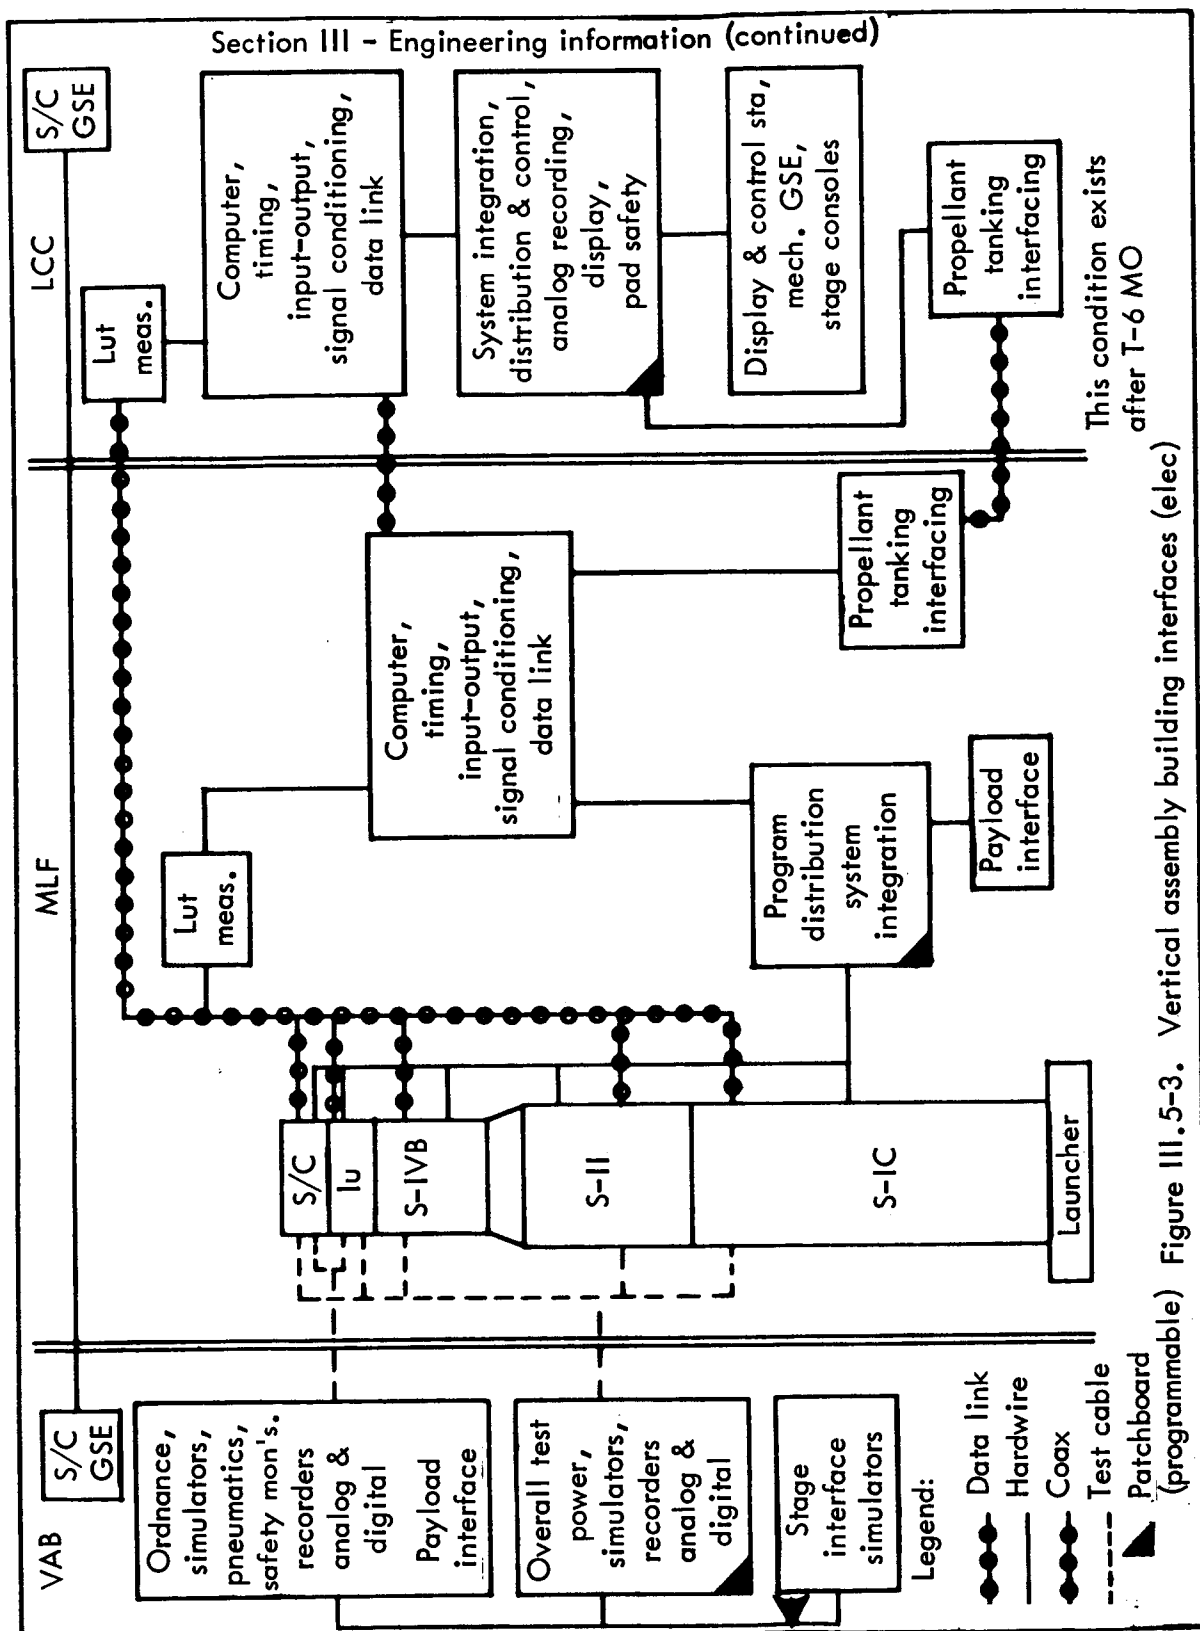 Section III - Engineering information (continued)
VAB
MLF
LCC
S/C
GSE
S/C
GSE
Ordnance,
simulators,
pneumatics,
safety mon's.
recorders
analog &
digital
Payload
interface
Overall test
power,
simulators,
recorders
analog &
digital
Stage
interface
simulators
S/C
Iu
S-IVB
S-II
S-IC
Launcher
Lut
meas.
Computer,
timing,
input-output,
signal conditioning,
data link
Program
distribution
system
integration
Payload
interface
Propellant
tanking
interfacing
Lut
meas.
Computer,
timing,
input-output,
signal conditioning,
data link
System integration,
distribution & control,
analog recording,
display,
pad safety
Display & control sta,
mech. GSE,
stage consoles
Propellant
tanking
interfacing
This condition exists
after T-6 MO
Legend:
Data link
Hardwire
Coax
Test cable
Patchboard
(programmable)
Figure III.5-3. Vertical assembly building interfaces (elec)